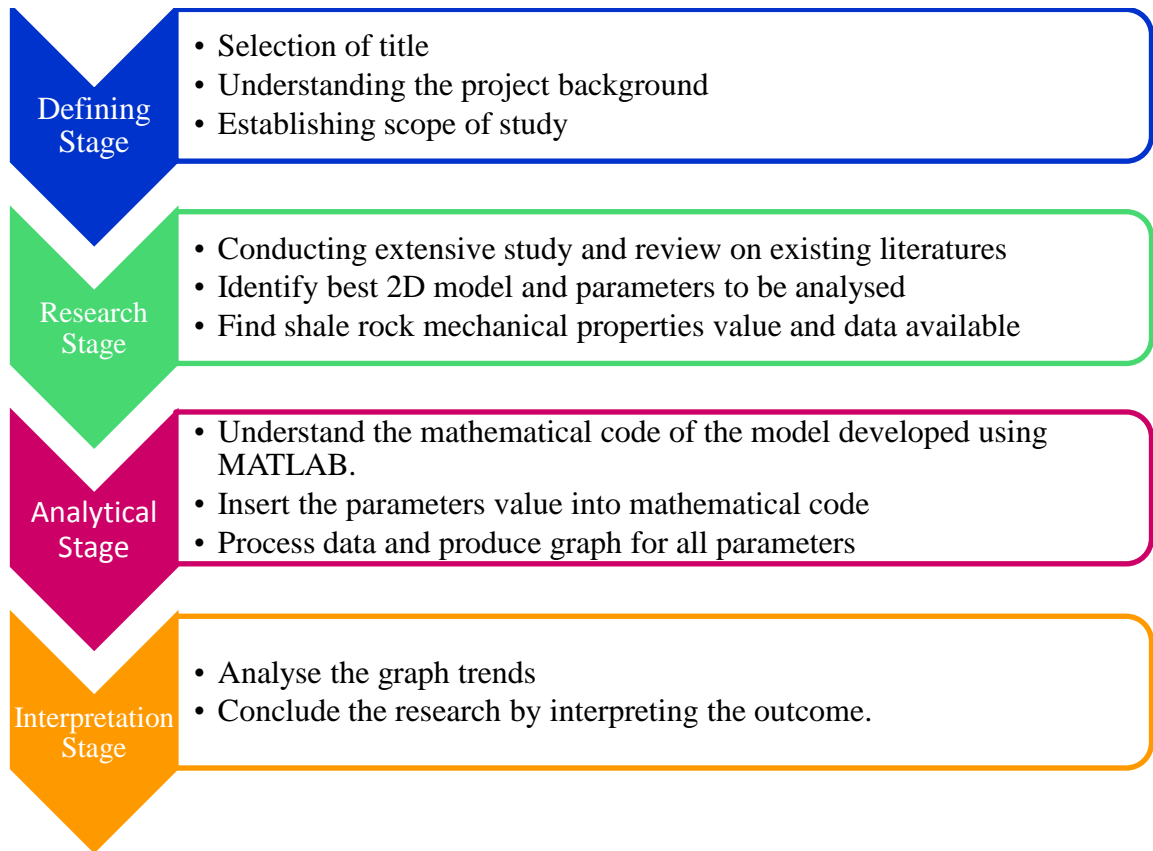 Defining
Stage
• Selection of title
• Understanding the project background
• Establishing scope of study
Research
Stage
• Conducting extensive study and review on existing literatures
• Identify best 2D model and parameters to be analysed
• Find shale rock mechanical properties value and data available
Analytical
Stage
• Understand the mathematical code of the model developed using
MATLAB.
• Insert the parameters value into mathematical code
• Process data and produce graph for all parameters
Interpretation
Stage
• Analyse the graph trends
• Conclude the research by interpreting the outcome.